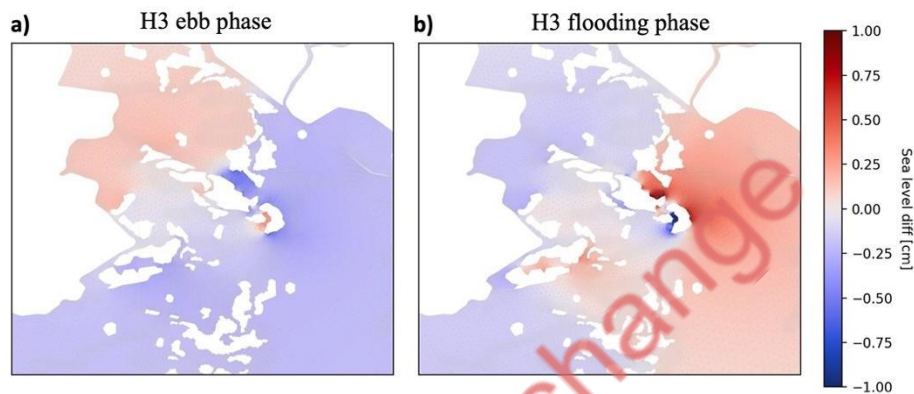 a) H3 ebb phase
b) H3 flooding phase
1.00
0.75
0.50
0.25
0.00
−0.25
−0.50
−0.75
−1.00
Sea level diff [cm]
change